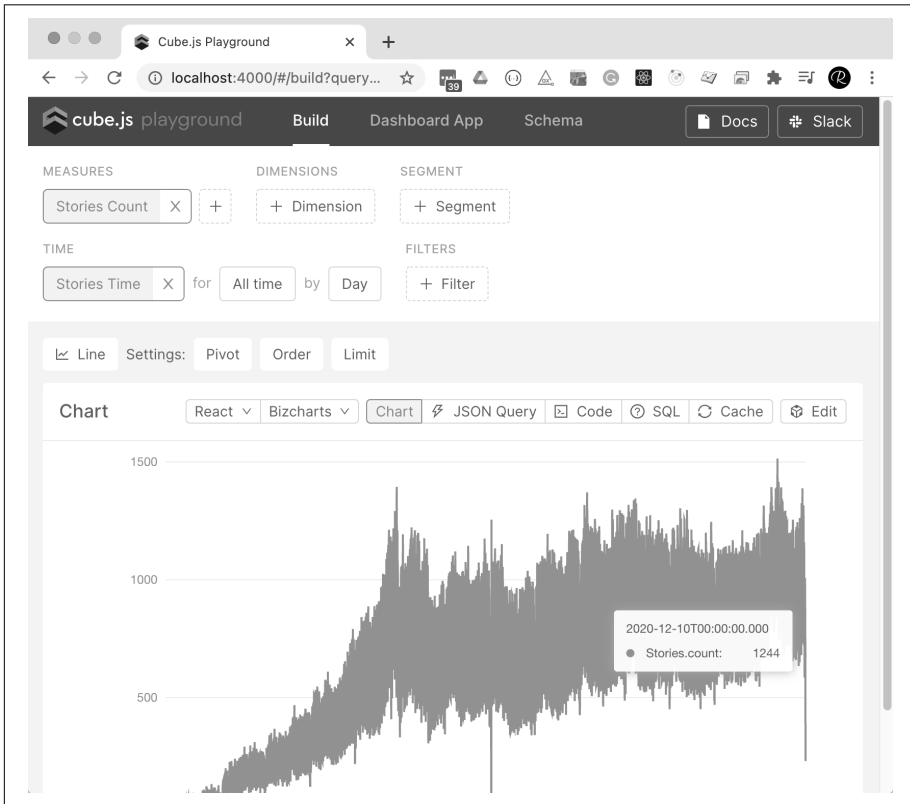 Cube.js Playground
localhost:4000/#/build?query...
39
cube.js playground Build Dashboard App Schema Docs Slack
MEASURES DIMENSIONS SEGMENT
Stories Count X + + Dimension + Segment
TIME FILTERS
Stories Time X for All time by Day + Filter
Line Settings: Pivot Order Limit
Chart React Bizcharts Chart JSON Query Code SQL Cache Edit
1500
1000
2020-12-10T00:00:00.000
Stories.count: 1244
500